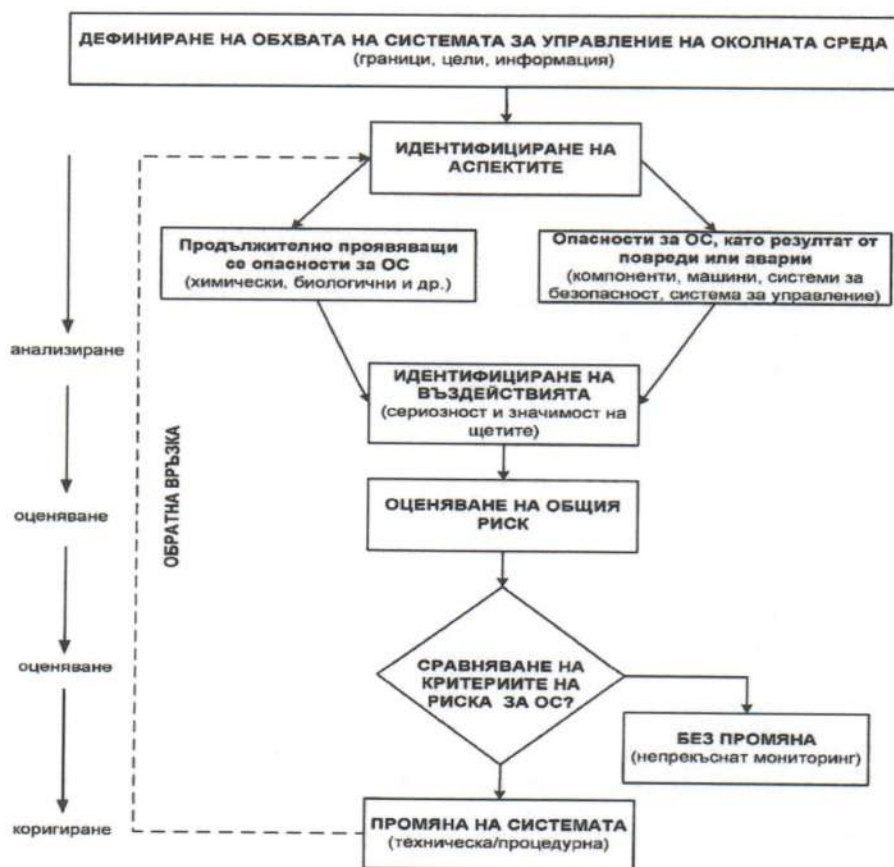 ДЕФИНИРАНЕ НА ОБХВАТА НА СИСТЕМАТА ЗА УПРАВЛЕНИЕ НА ОКОЛНАТА СРЕДА
(граници, цели, информация)
ИДЕНТИФИЦИРАНЕ НА
АСПЕКТИТЕ
Продължително проявяващи
се опасности за ОС
(химически, биологични и др.)
Опасности за ОС, като резултат от
повреди или аварии
(компоненти, машини, системи за
безопасност, система за управление)
анализиране
ИДЕНТИФИЦИРАНЕ НА
ВЪЗДЕЙСТВИЯТА
(сериозност и значимост на
щетите)
ОБРАТНА ВРЪЗКА
оценяване
ОЦЕНЯВАНЕ НА ОБЩИЯ
РИСК
оценяване
СРАВНЯВАНЕ НА
КРИТЕРИИТЕ НА
РИСКА ЗА ОС?
БЕЗ ПРОМЯНА
(непрекъснат мониторинг)
коригиране
ПРОМЯНА НА СИСТЕМАТА
(техническа/процедурна)